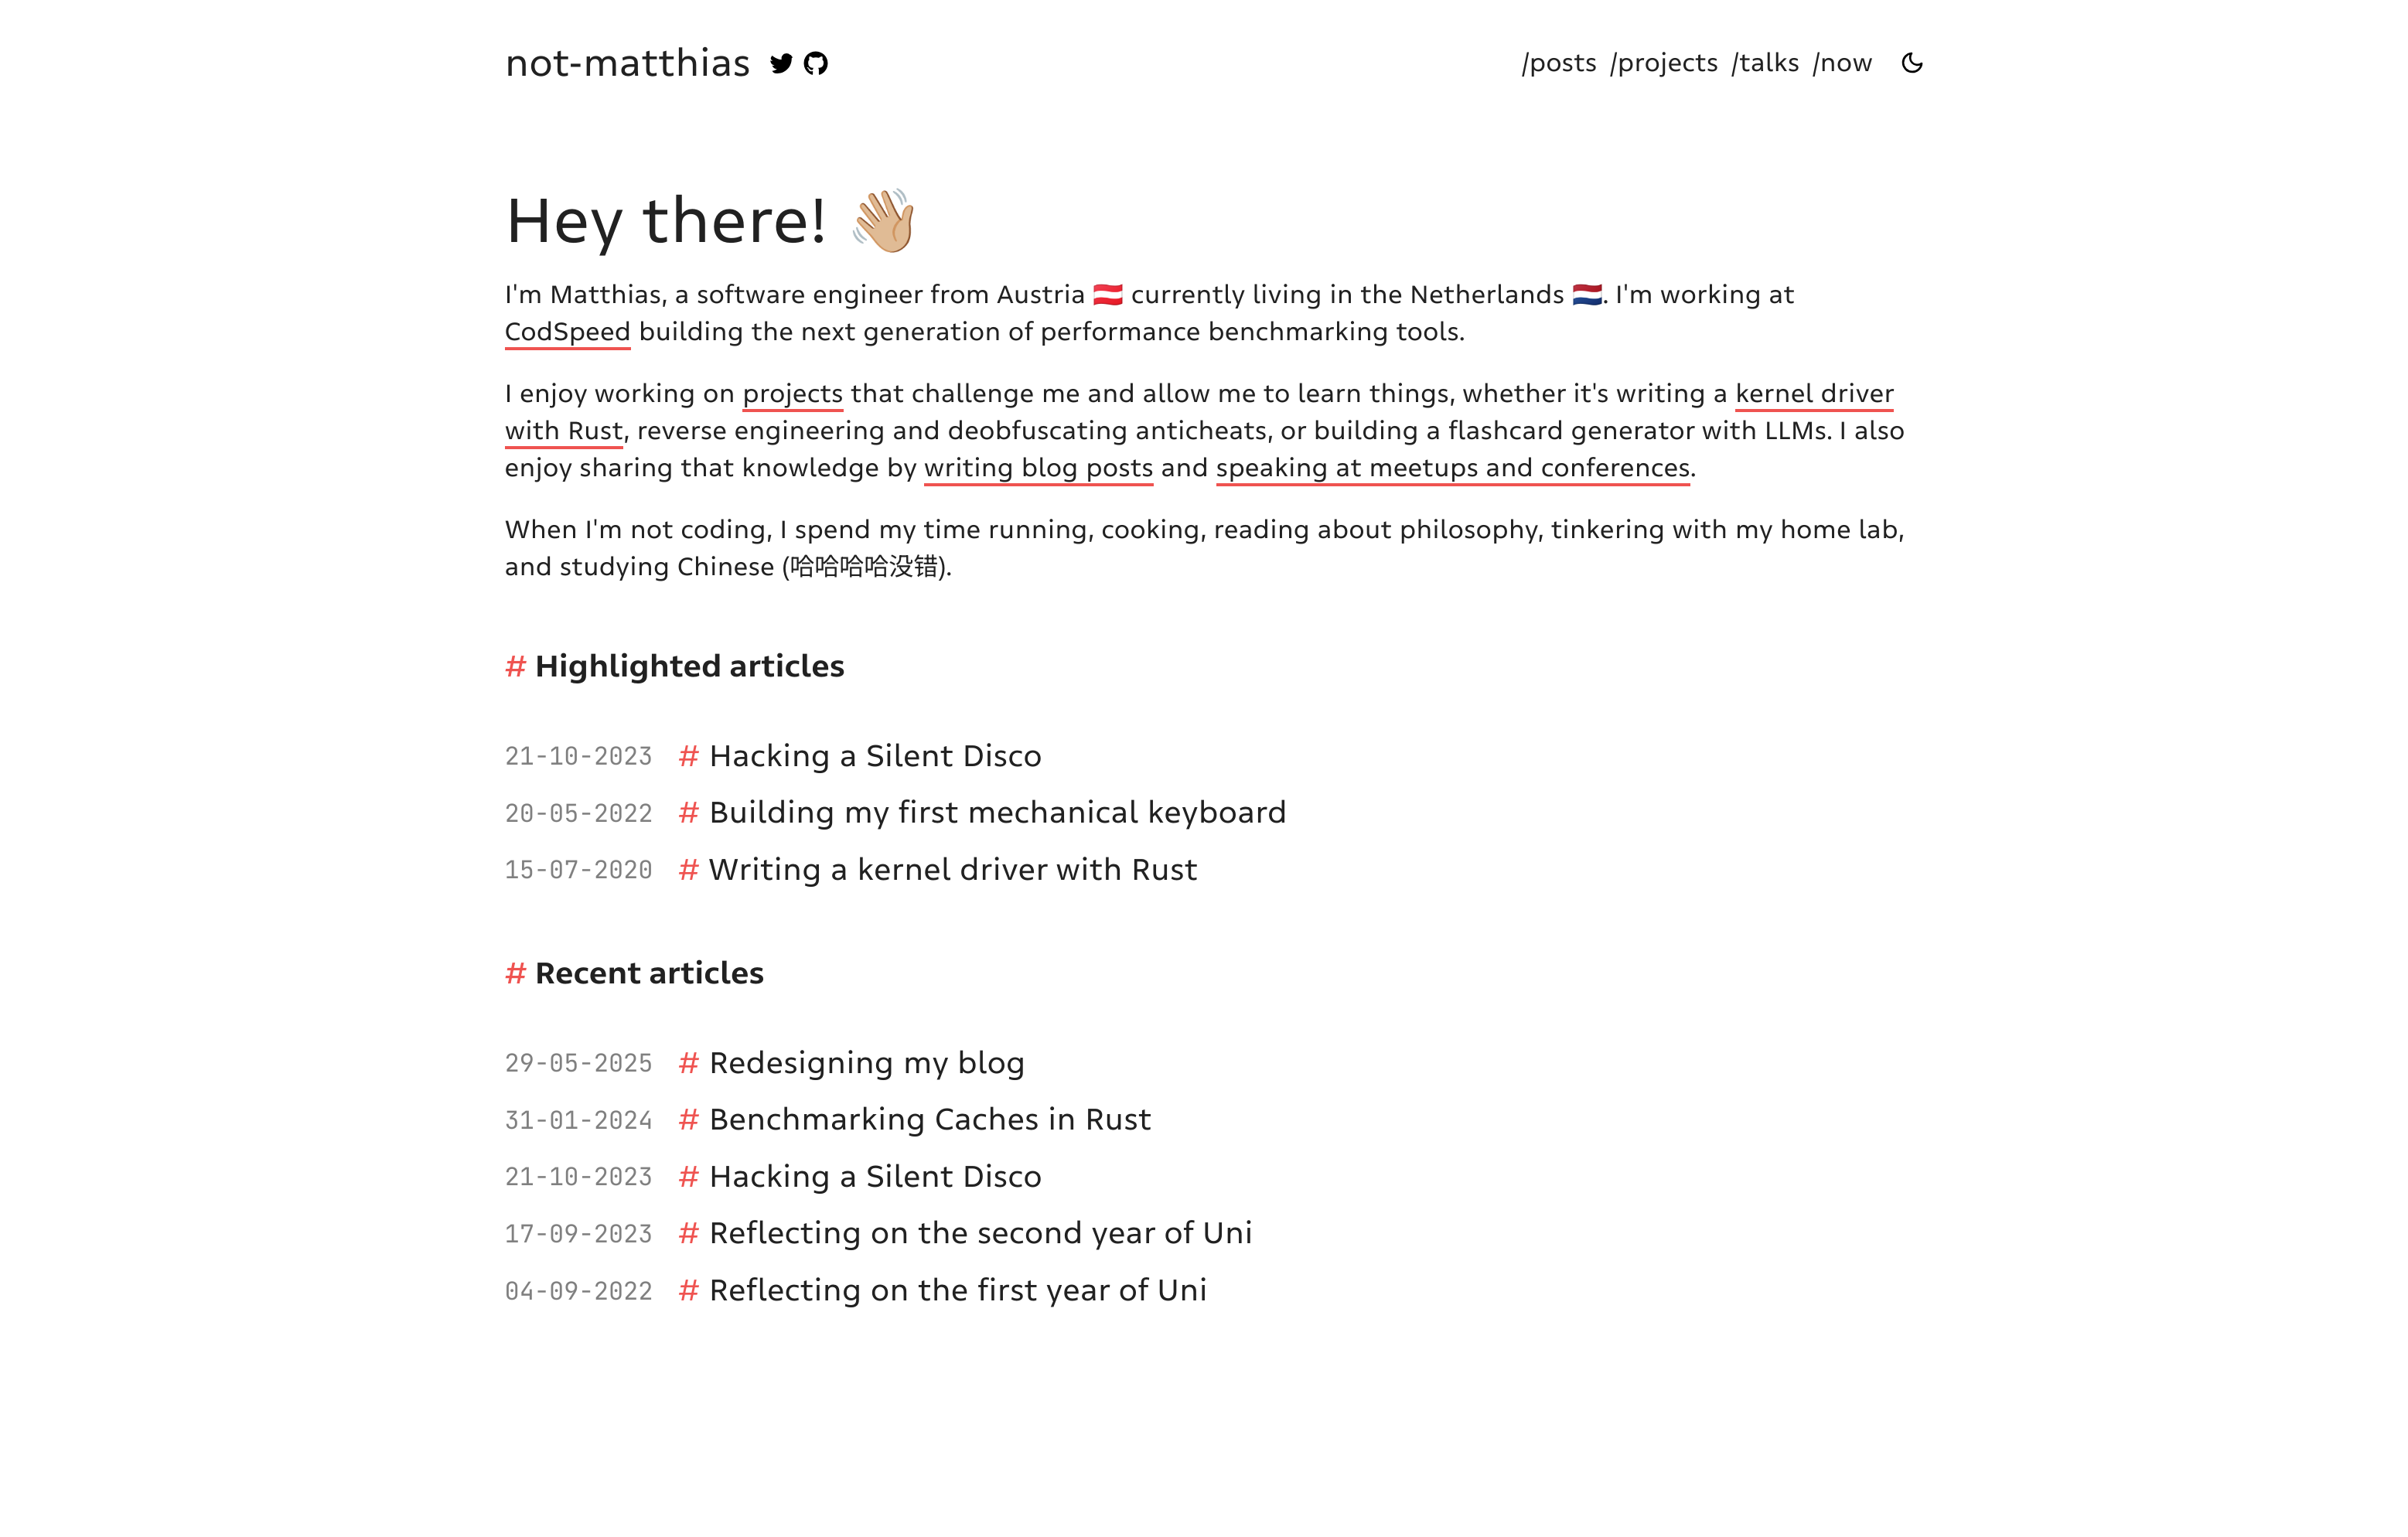 not-matthias
/posts /projects /talks /now
Hey there! 👋🏼
I'm Matthias, a software engineer from Austria 🇦🇹 currently living in the Netherlands 🇳🇱. I'm working at
CodSpeed building the next generation of performance benchmarking tools.
I enjoy working on projects that challenge me and allow me to learn things, whether it's writing a kernel driver
with Rust, reverse engineering and deobfuscating anticheats, or building a flashcard generator with LLMs. I also
enjoy sharing that knowledge by writing blog posts and speaking at meetups and conferences.
When I'm not coding, I spend my time running, cooking, reading about philosophy, tinkering with my home lab,
and studying Chinese (哈哈哈哈没错).
# Highlighted articles
21-10-2023 # Hacking a Silent Disco
20-05-2022 # Building my first mechanical keyboard
15-07-2020 # Writing a kernel driver with Rust
# Recent articles
29-05-2025 # Redesigning my blog
31-01-2024 # Benchmarking Caches in Rust
21-10-2023 # Hacking a Silent Disco
17-09-2023 # Reflecting on the second year of Uni
04-09-2022 # Reflecting on the first year of Uni